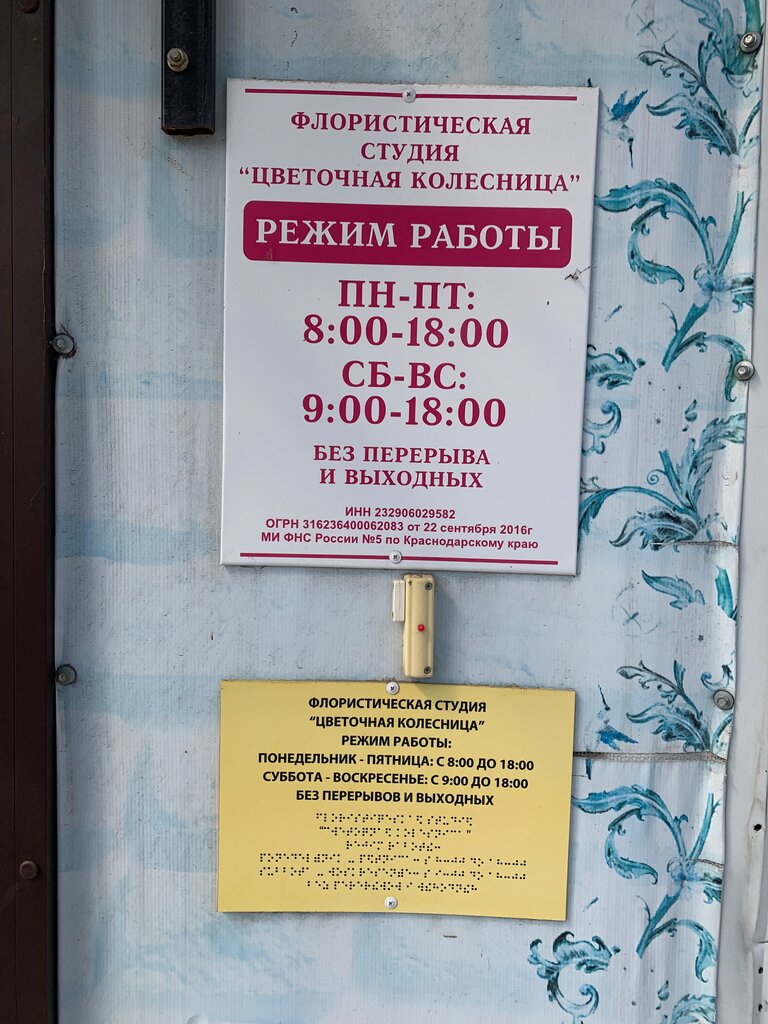 ФЛОРИСТИЧЕСКАЯ
СТУДИЯ
“ЦВЕТОЧНАЯ КОЛЕСНИЦА”
РЕЖИМ РАБОТЫ
ПН-ПТ:
8:00-18:00
СБ-ВС:
9:00-18:00
БЕЗ ПЕРЕРЫВА
И ВЫХОДНЫХ
ИНН 232906029582
ОГРН 316236400062083 от 22 сентября 2016г
МИ ФНС России №5 по Краснодарскому краю
ФЛОРИСТИЧЕСКАЯ СТУДИЯ
“ЦВЕТОЧНАЯ КОЛЕСНИЦА”
РЕЖИМ РАБОТЫ:
ПОНЕДЕЛЬНИК - ПЯТНИЦА: С 8:00 ДО 18:00
СУББОТА - ВОСКРЕСЕНЬЕ: С 9:00 ДО 18:00
БЕЗ ПЕРЕРЫВОВ И ВЫХОДНЫХ